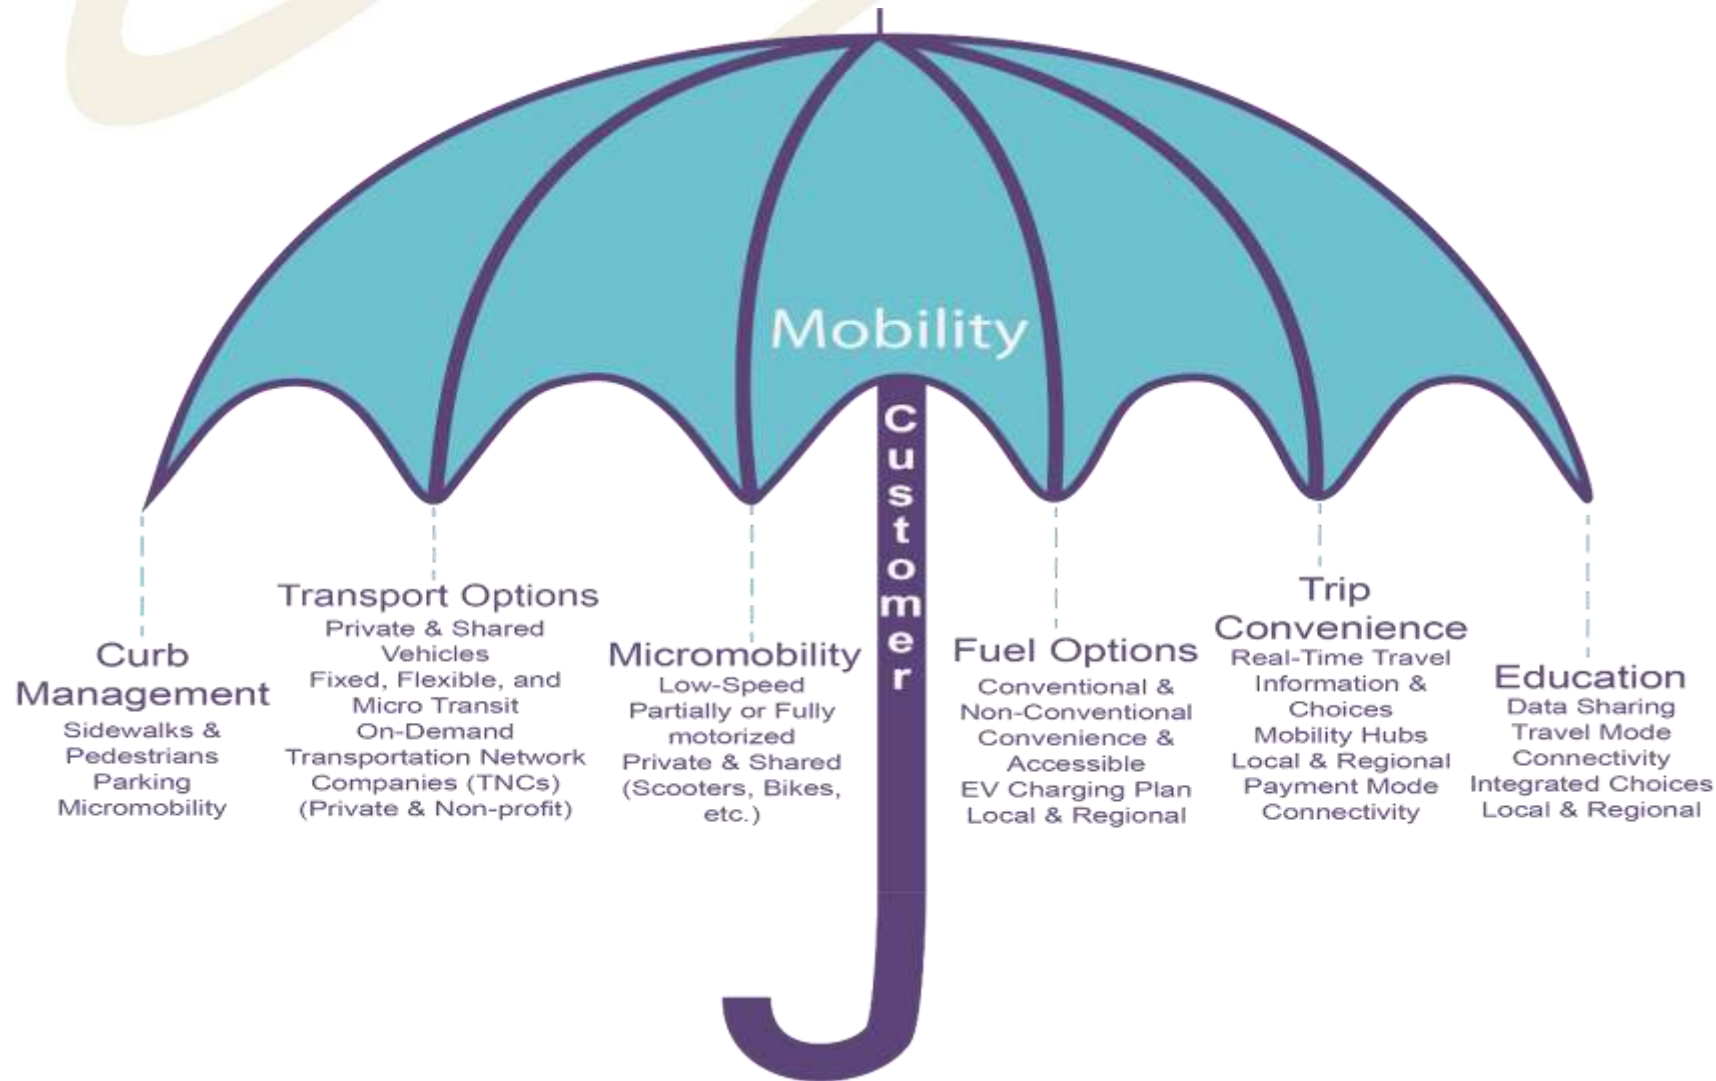 Mobility
Customer
Curb
Management
Sidewalks &
Pedestrians
Parking
Micromobility
Transport Options
Private & Shared
Vehicles
Fixed, Flexible, and
Micro Transit
On-Demand
Transportation Network
Companies (TNCs)
(Private & Non-profit)
Micromobility
Low-Speed
Partially or Fully
motorized
Private & Shared
(Scooters, Bikes,
etc.)
Fuel Options
Conventional &
Non-Conventional
Convenience &
Accessible
EV Charging Plan
Local & Regional
Trip
Convenience
Real-Time Travel
Information &
Choices
Mobility Hubs
Local & Regional
Payment Mode
Connectivity
Education
Data Sharing
Travel Mode
Connectivity
Integrated Choices
Local & Regional